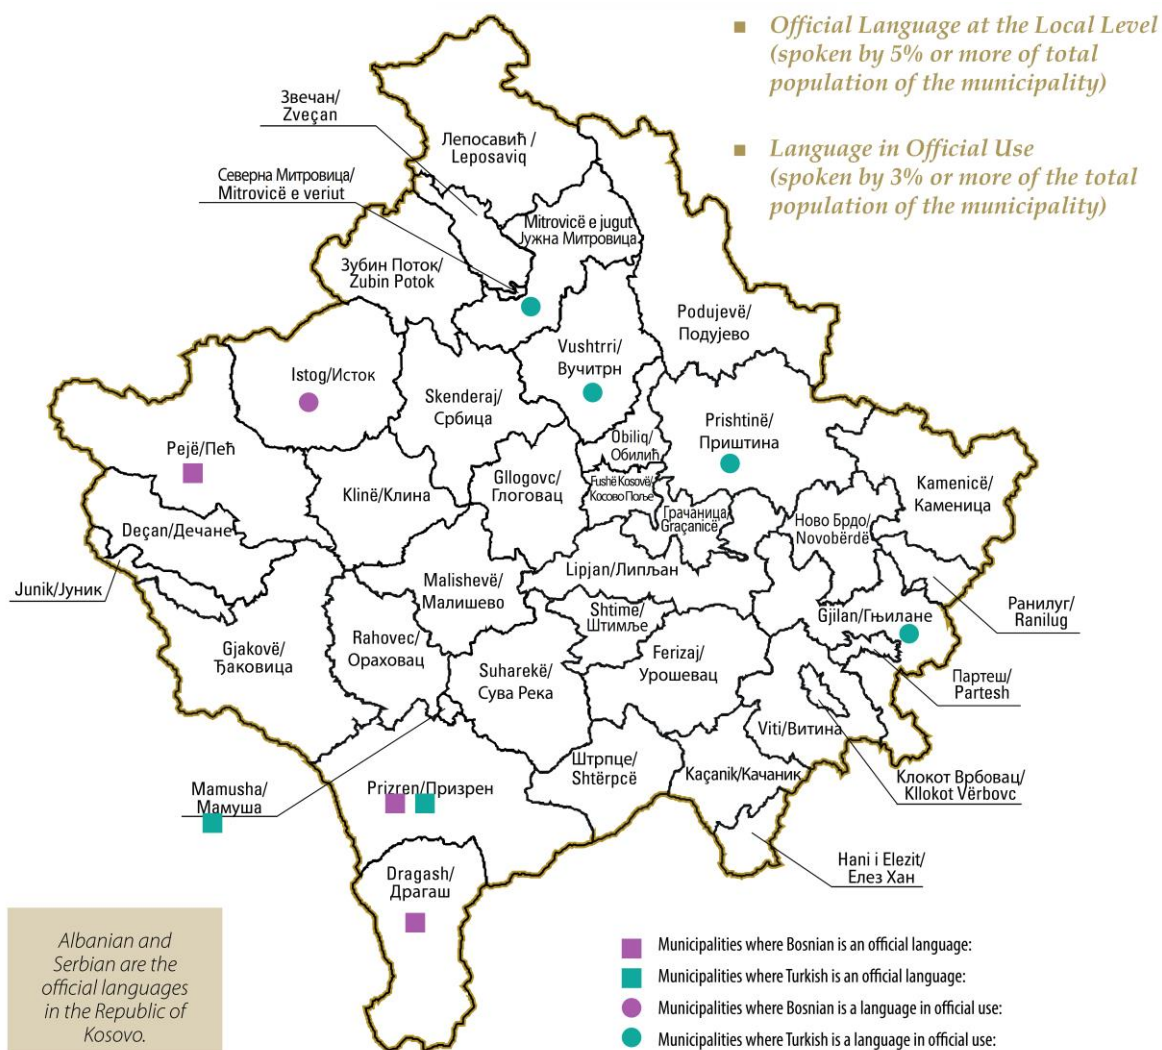 Official Language at the Local Level
(spoken by 5% or more of total
population of the municipality)
Language in Official Use
(spoken by 3% or more of the total
population of the municipality)
Звечан/
Zveçan
Лепосавић /
Leposaviq
Северна Митровица/
Mitrovicë e veriut
Mitrovicë e jugut
Јужна Митровица
Зубин Поток/
Zubin Potok
Podujevë/
Подујево
Vushtrri/
Вучитрн
Istog/Исток
Skenderaj/
Србица
Prishtinë/
Приштина
Obiliq/
Обилић
Pejë/Пећ
Gllogovc/
Глоговац
Fushë Kosovë/
Косово Поље
Kamenicë/
Каменица
Klinë/Клина
Грачаница/
Graçanicë
Ново Брдо/
Novobërdë
Deçan/Дечане
Junik/Јуник
Malishevë/
Малишево
Lipjan/Липљан
Shtime/
Штимље
Gjilan/Гњилане
Ранилуг/
Ranilug
Gjakovë/
Ђаковица
Rahovec/
Ораховац
Suharekë/
Сува Река
Ferizaj/
Урошевац
Партеш/
Partesh
Viti/Витина
Штрпце/
Shtërpcë
Kaçanik/Качаник
Клокот Врбовац/
Kllokot Vërbovc
Mamusha/
Мамуша
Prizren/Призрен
Hani i Elezit/
Елез Хан
Dragash/
Драгаш
Albanian and
Serbian are the
official languages
in the Republic of
Kosovo.
Municipalities where Bosnian is an official language:
Municipalities where Turkish is an official language:
Municipalities where Bosnian is a language in official use:
Municipalities where Turkish is a language in official use: